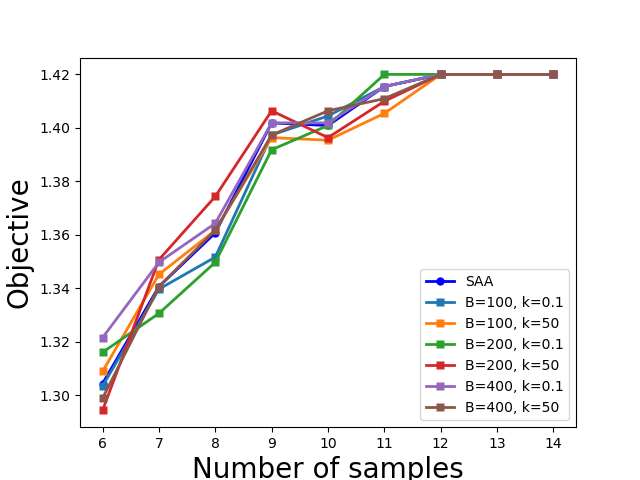 1.42
1.40
1.38
1.36
1.34
1.32
1.30
Objective
SAA
B=100, k=0.1
B=100, k=50
B=200, k=0.1
B=200, k=50
B=400, k=0.1
B=400, k=50
6 7 8 9 10 11 12 13 14
Number of samples